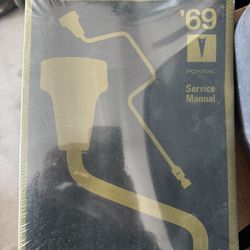 '69
PONTIAC
Service
Manual